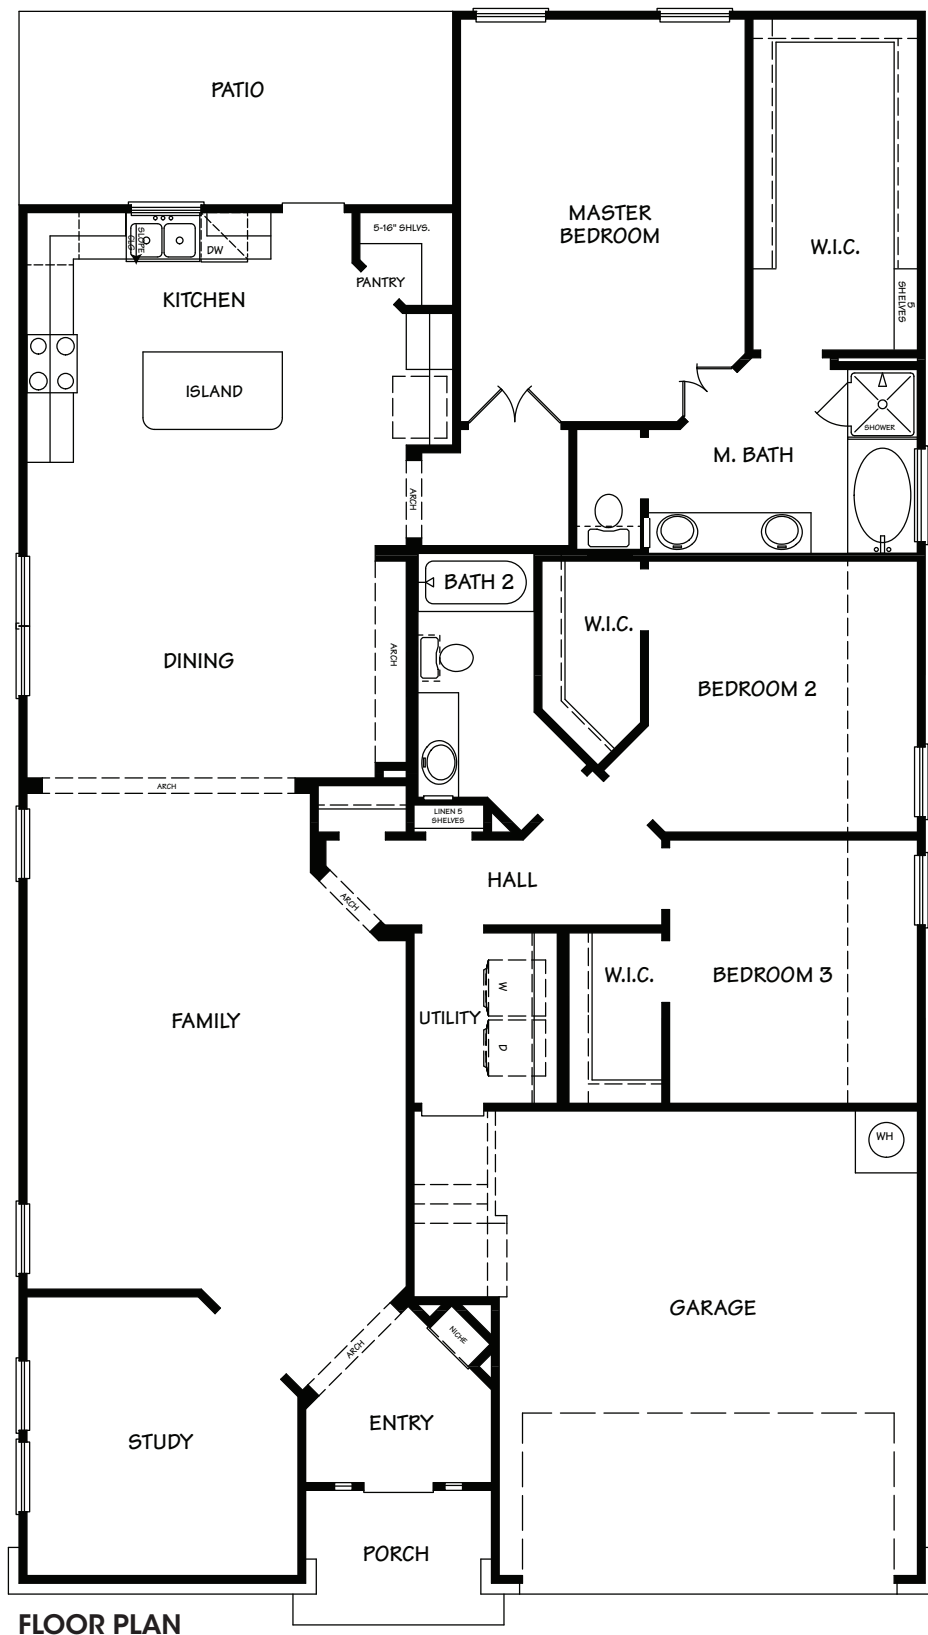 PATIO
MASTER
BEDROOM
W.I.C.
5-16" SHLVS.
SLOPE
CLG
DW
PANTRY
KITCHEN
5
SHELVES
ISLAND
SHOWER
M. BATH
ARCH
BATH 2
W.I.C.
DINING
ARCH
BEDROOM 2
ARCH
LINEN 5
SHELVES
HALL
ARCH
W.I.C.
BEDROOM 3
W
UTILITY
FAMILY
D
WH
GARAGE
NICHE
ARCH
ENTRY
STUDY
PORCH
FLOOR PLAN